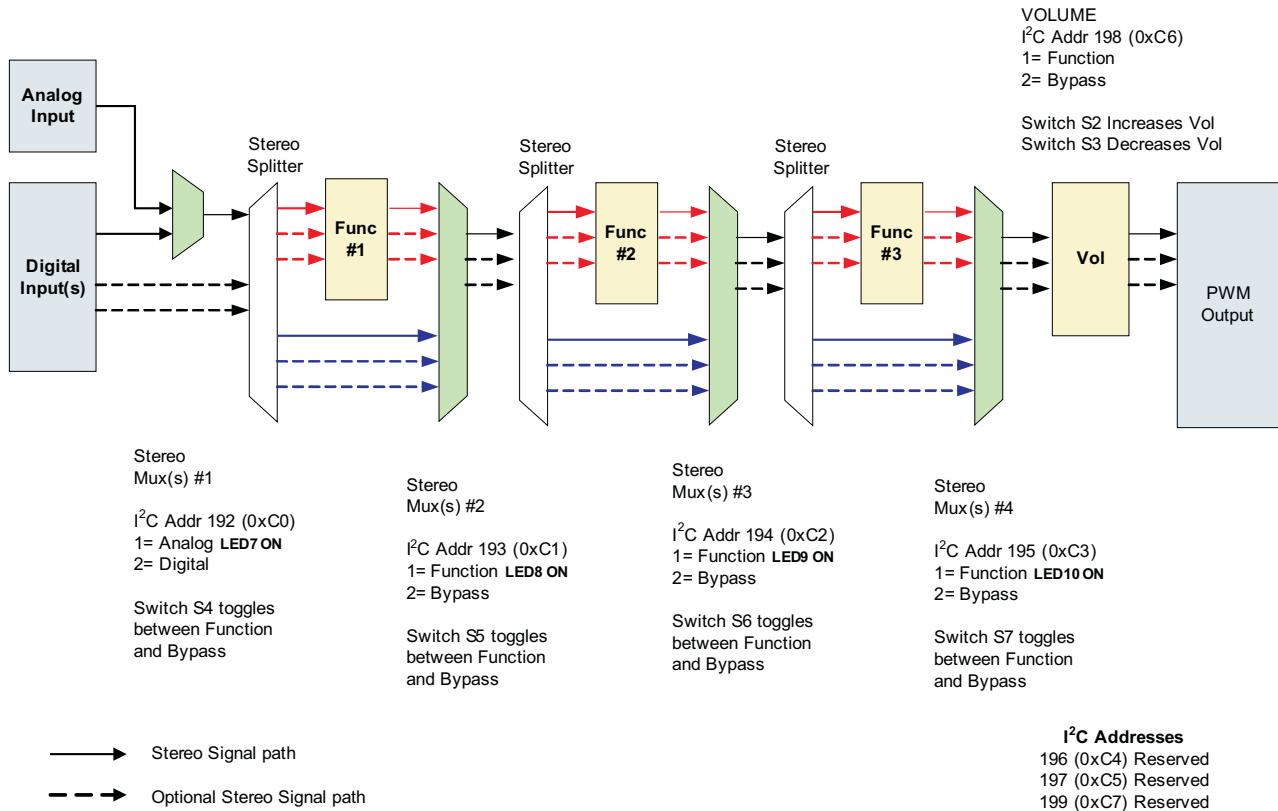 VOLUME
I²C Addr 198 (0xC6)
1= Function
2= Bypass
Switch S2 Increases Vol
Switch S3 Decreases Vol
Analog
Input
Digital
Input(s)
Stereo
Splitter
Func
#1
Stereo
Splitter
Func
#2
Stereo
Splitter
Func
#3
Vol
PWM
Output
Stereo
Mux(s) #1
I²C Addr 192 (0xC0)
1= Analog LED7 ON
2= Digital
Switch S4 toggles
between Function
and Bypass
Stereo
Mux(s) #2
I²C Addr 193 (0xC1)
1= Function LED8 ON
2= Bypass
Switch S5 toggles
between Function
and Bypass
Stereo
Mux(s) #3
I²C Addr 194 (0xC2)
1= Function LED9 ON
2= Bypass
Switch S6 toggles
between Function
and Bypass
Stereo
Mux(s) #4
I²C Addr 195 (0xC3)
1= Function LED10 ON
2= Bypass
Switch S7 toggles
between Function
and Bypass
Stereo Signal path
Optional Stereo Signal path
I²C Addresses
196 (0xC4) Reserved
197 (0xC5) Reserved
199 (0xC7) Reserved